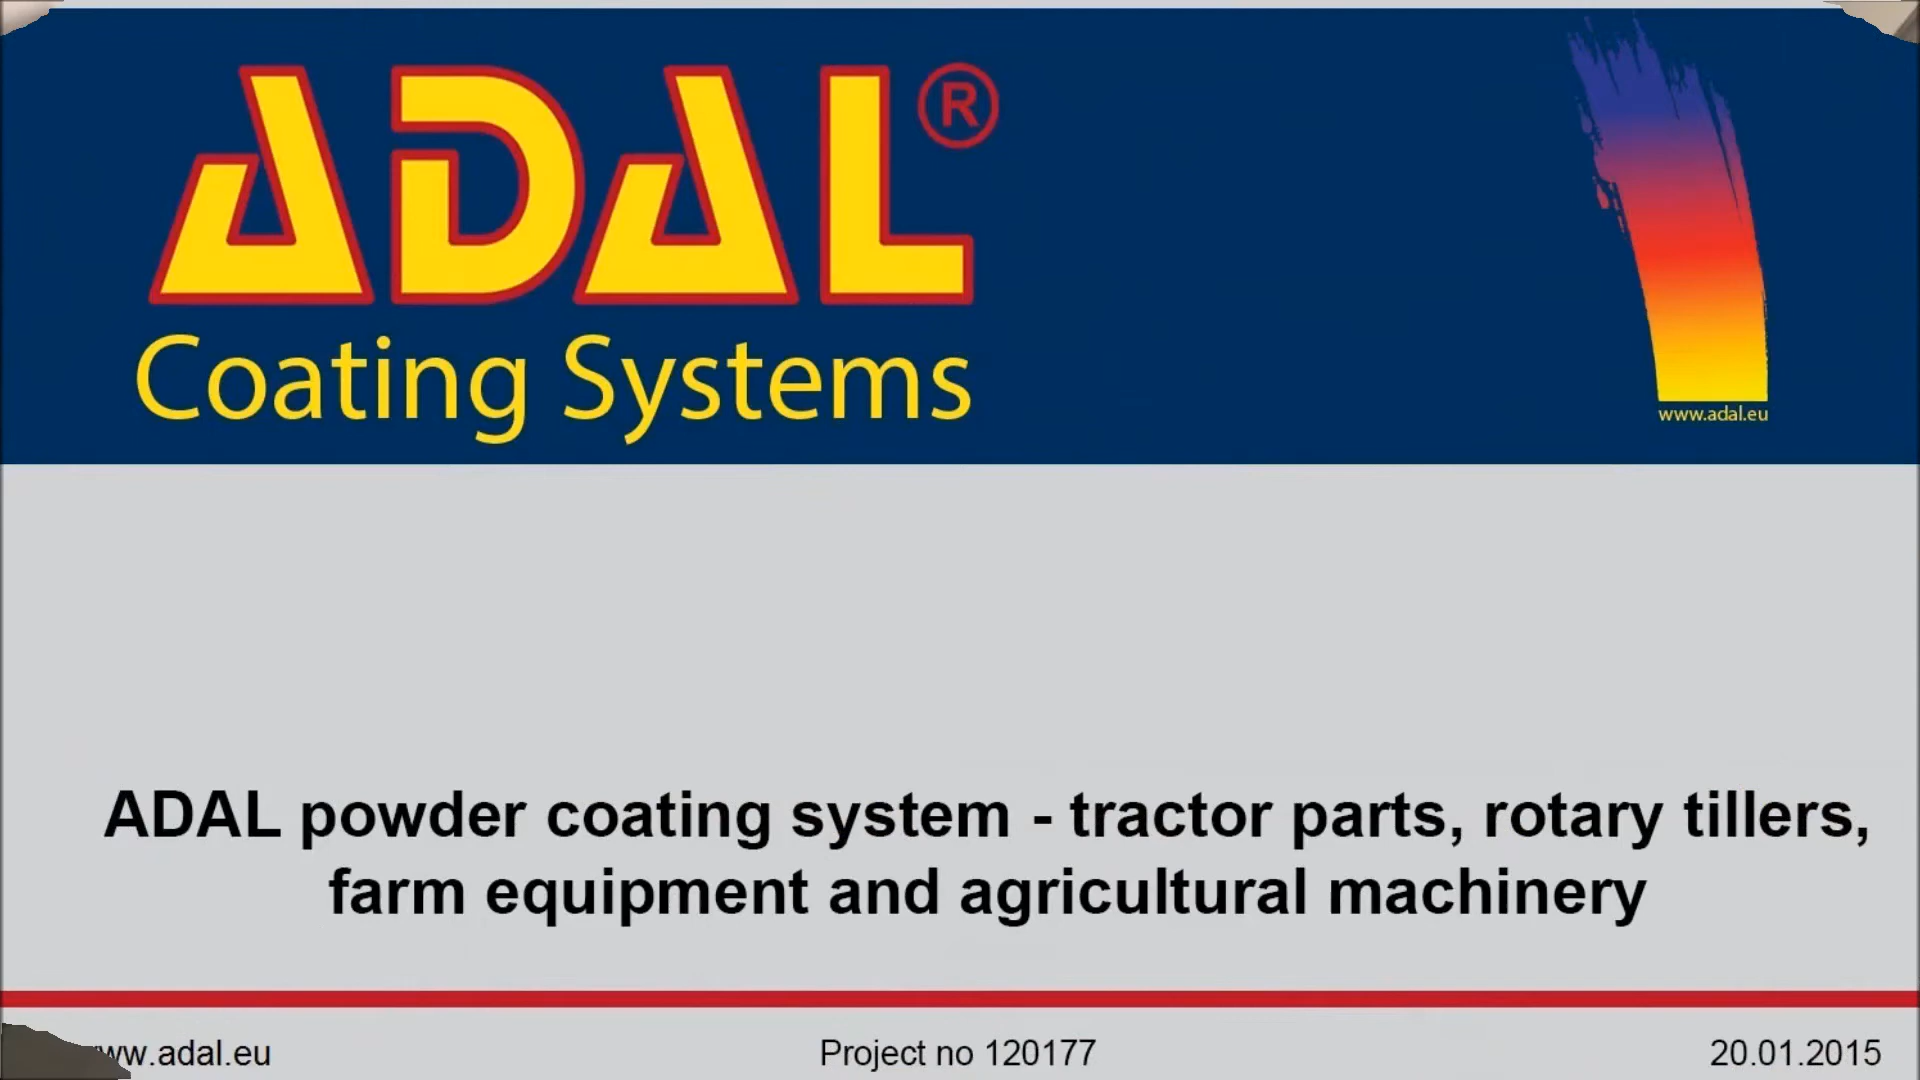 ADAL®
Coating Systems
www.adal.eu
ADAL powder coating system - tractor parts, rotary tillers,
farm equipment and agricultural machinery
ww.adal.eu
Project no 120177
20.01.2015